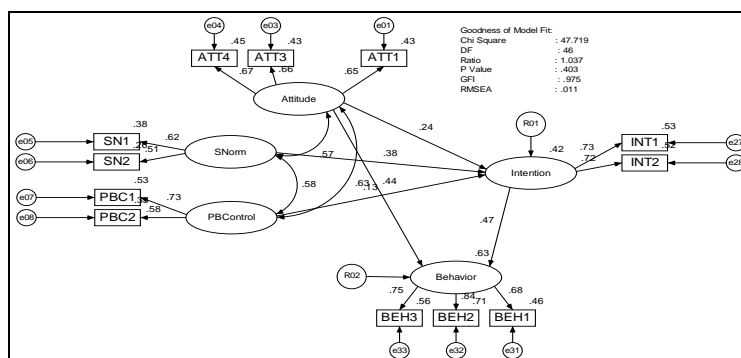 Goodness of Model Fit:
Chi Square : 47.719
DF : 46
Ratio : 1.037
P Value : .403
GFI : .975
RMSEA : .011
e04
e03
e01
.45
.43
.43
ATT4
ATT3
ATT1
.67
.66
.65
Attitude
R01
.24
.38
e05
SN1
.62
SNorm
.57
.38
.42
.73
INT1
.53
e27
e06
SN2
.51
.72
INT2
.52
e28
Intention
.53
.58
.63
.13
.44
e07
PBC1
.73
PBControl
.47
e08
PBC2
.58
.63
R02
Behavior
.75
.84
.68
.56
.71
.46
BEH3
BEH2
BEH1
e33
e32
e31